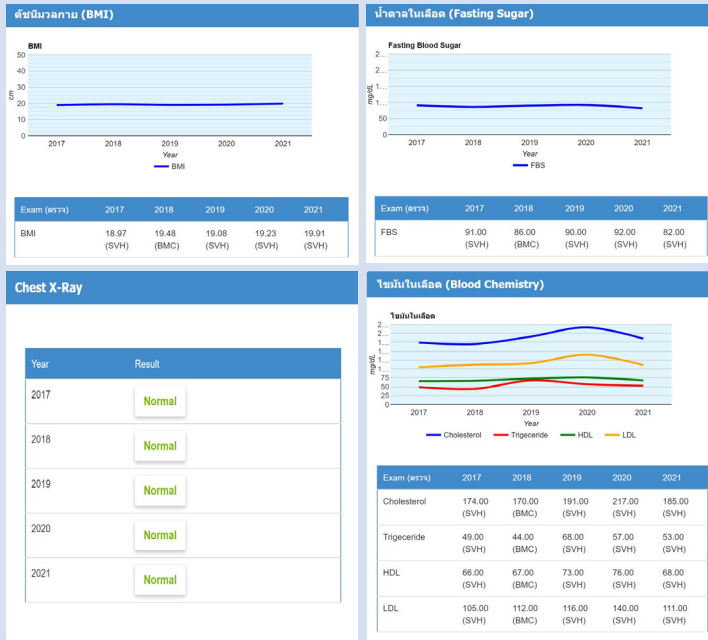 ดัชนีมวลกาย (BMI)
BMI
50
40
30
20
10
0
cm
2017 2018 2019 2020 2021
Year
BMI
Exam (ตรวจ) 2017 2018 2019 2020 2021
BMI 18.97 19.48 19.08 19.23 19.91
(SVH) (BMC) (SVH) (SVH) (SVH)
น้ำตาลในเลือด (Fasting Sugar)
Fasting Blood Sugar
2...
2...
1...
1...
50
0
mg/dL
2017 2018 2019 2020 2021
Year
FBS
Exam (ตรวจ) 2017 2018 2019 2020 2021
FBS 91.00 86.00 90.00 92.00 82.00
(SVH) (BMC) (SVH) (SVH) (SVH)
Chest X-Ray
Year Result
2017 Normal
2018 Normal
2019 Normal
2020 Normal
2021 Normal
ไขมันในเลือด (Blood Chemistry)
ไขมันในเลือด
2...
2...
1...
1...
1...
1...
75
50
25
0
mg/dL
2017 2018 2019 2020 2021
Year
Cholesterol Trigeceride HDL LDL
Exam (ตรวจ) 2017 2018 2019 2020 2021
Cholesterol 174.00 170.00 191.00 217.00 185.00
(SVH) (BMC) (SVH) (SVH) (SVH)
Trigeceride 49.00 44.00 68.00 57.00 53.00
(SVH) (BMC) (SVH) (SVH) (SVH)
HDL 66.00 67.00 73.00 76.00 68.00
(SVH) (BMC) (SVH) (SVH) (SVH)
LDL 105.00 112.00 116.00 140.00 111.00
(SVH) (BMC) (SVH) (SVH) (SVH)